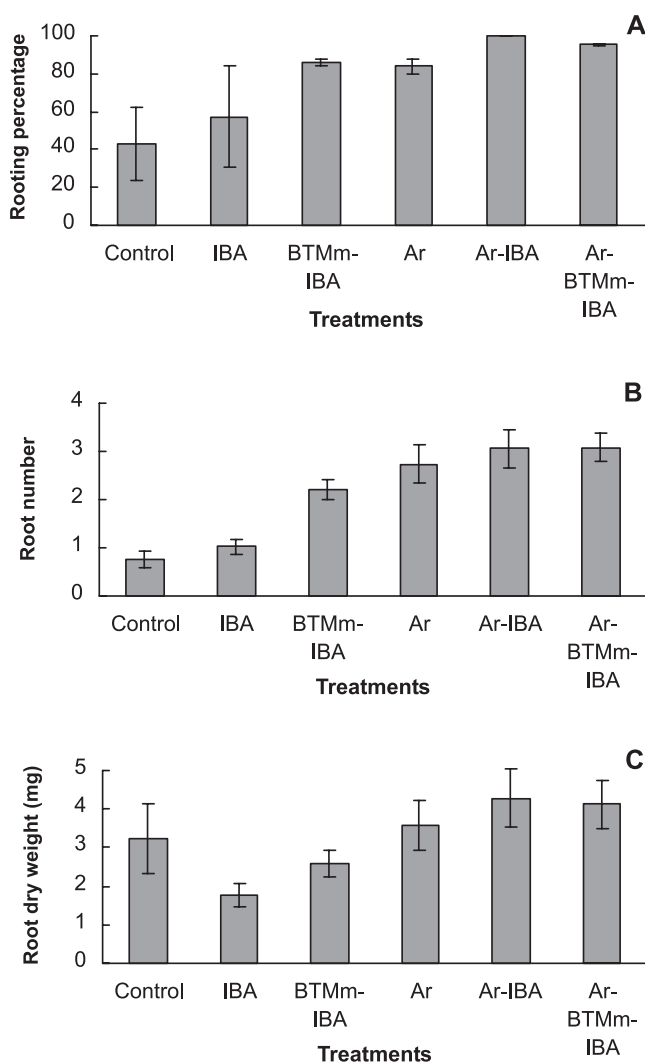 A
Rooting percentage
100
80
60
40
20
0
Control IBA BTMm- Ar Ar-IBA Ar-
IBA BTMm-
IBA
Treatments
B
Root number
4
3
2
1
0
Control IBA BTMm- Ar Ar-IBA Ar-
IBA BTMm-
IBA
Treatments
C
Root dry weight (mg)
5
4
3
2
1
0
Control IBA BTMm- Ar Ar-IBA Ar-
IBA BTMm-
IBA
Treatments